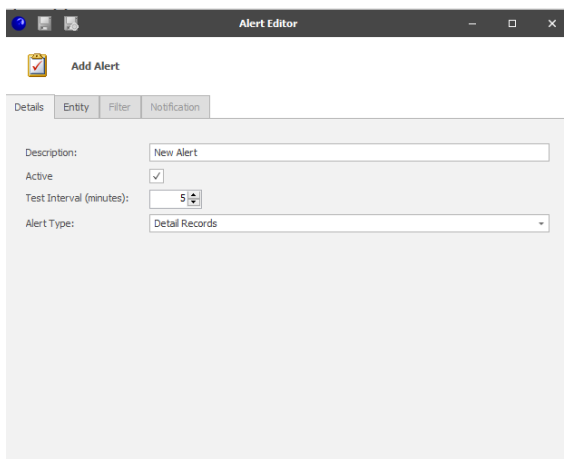 Alert Editor
Add Alert
Details Entity Filter Notification
Description: New Alert
Active
Test Interval (minutes): 5
Alert Type: Detail Records